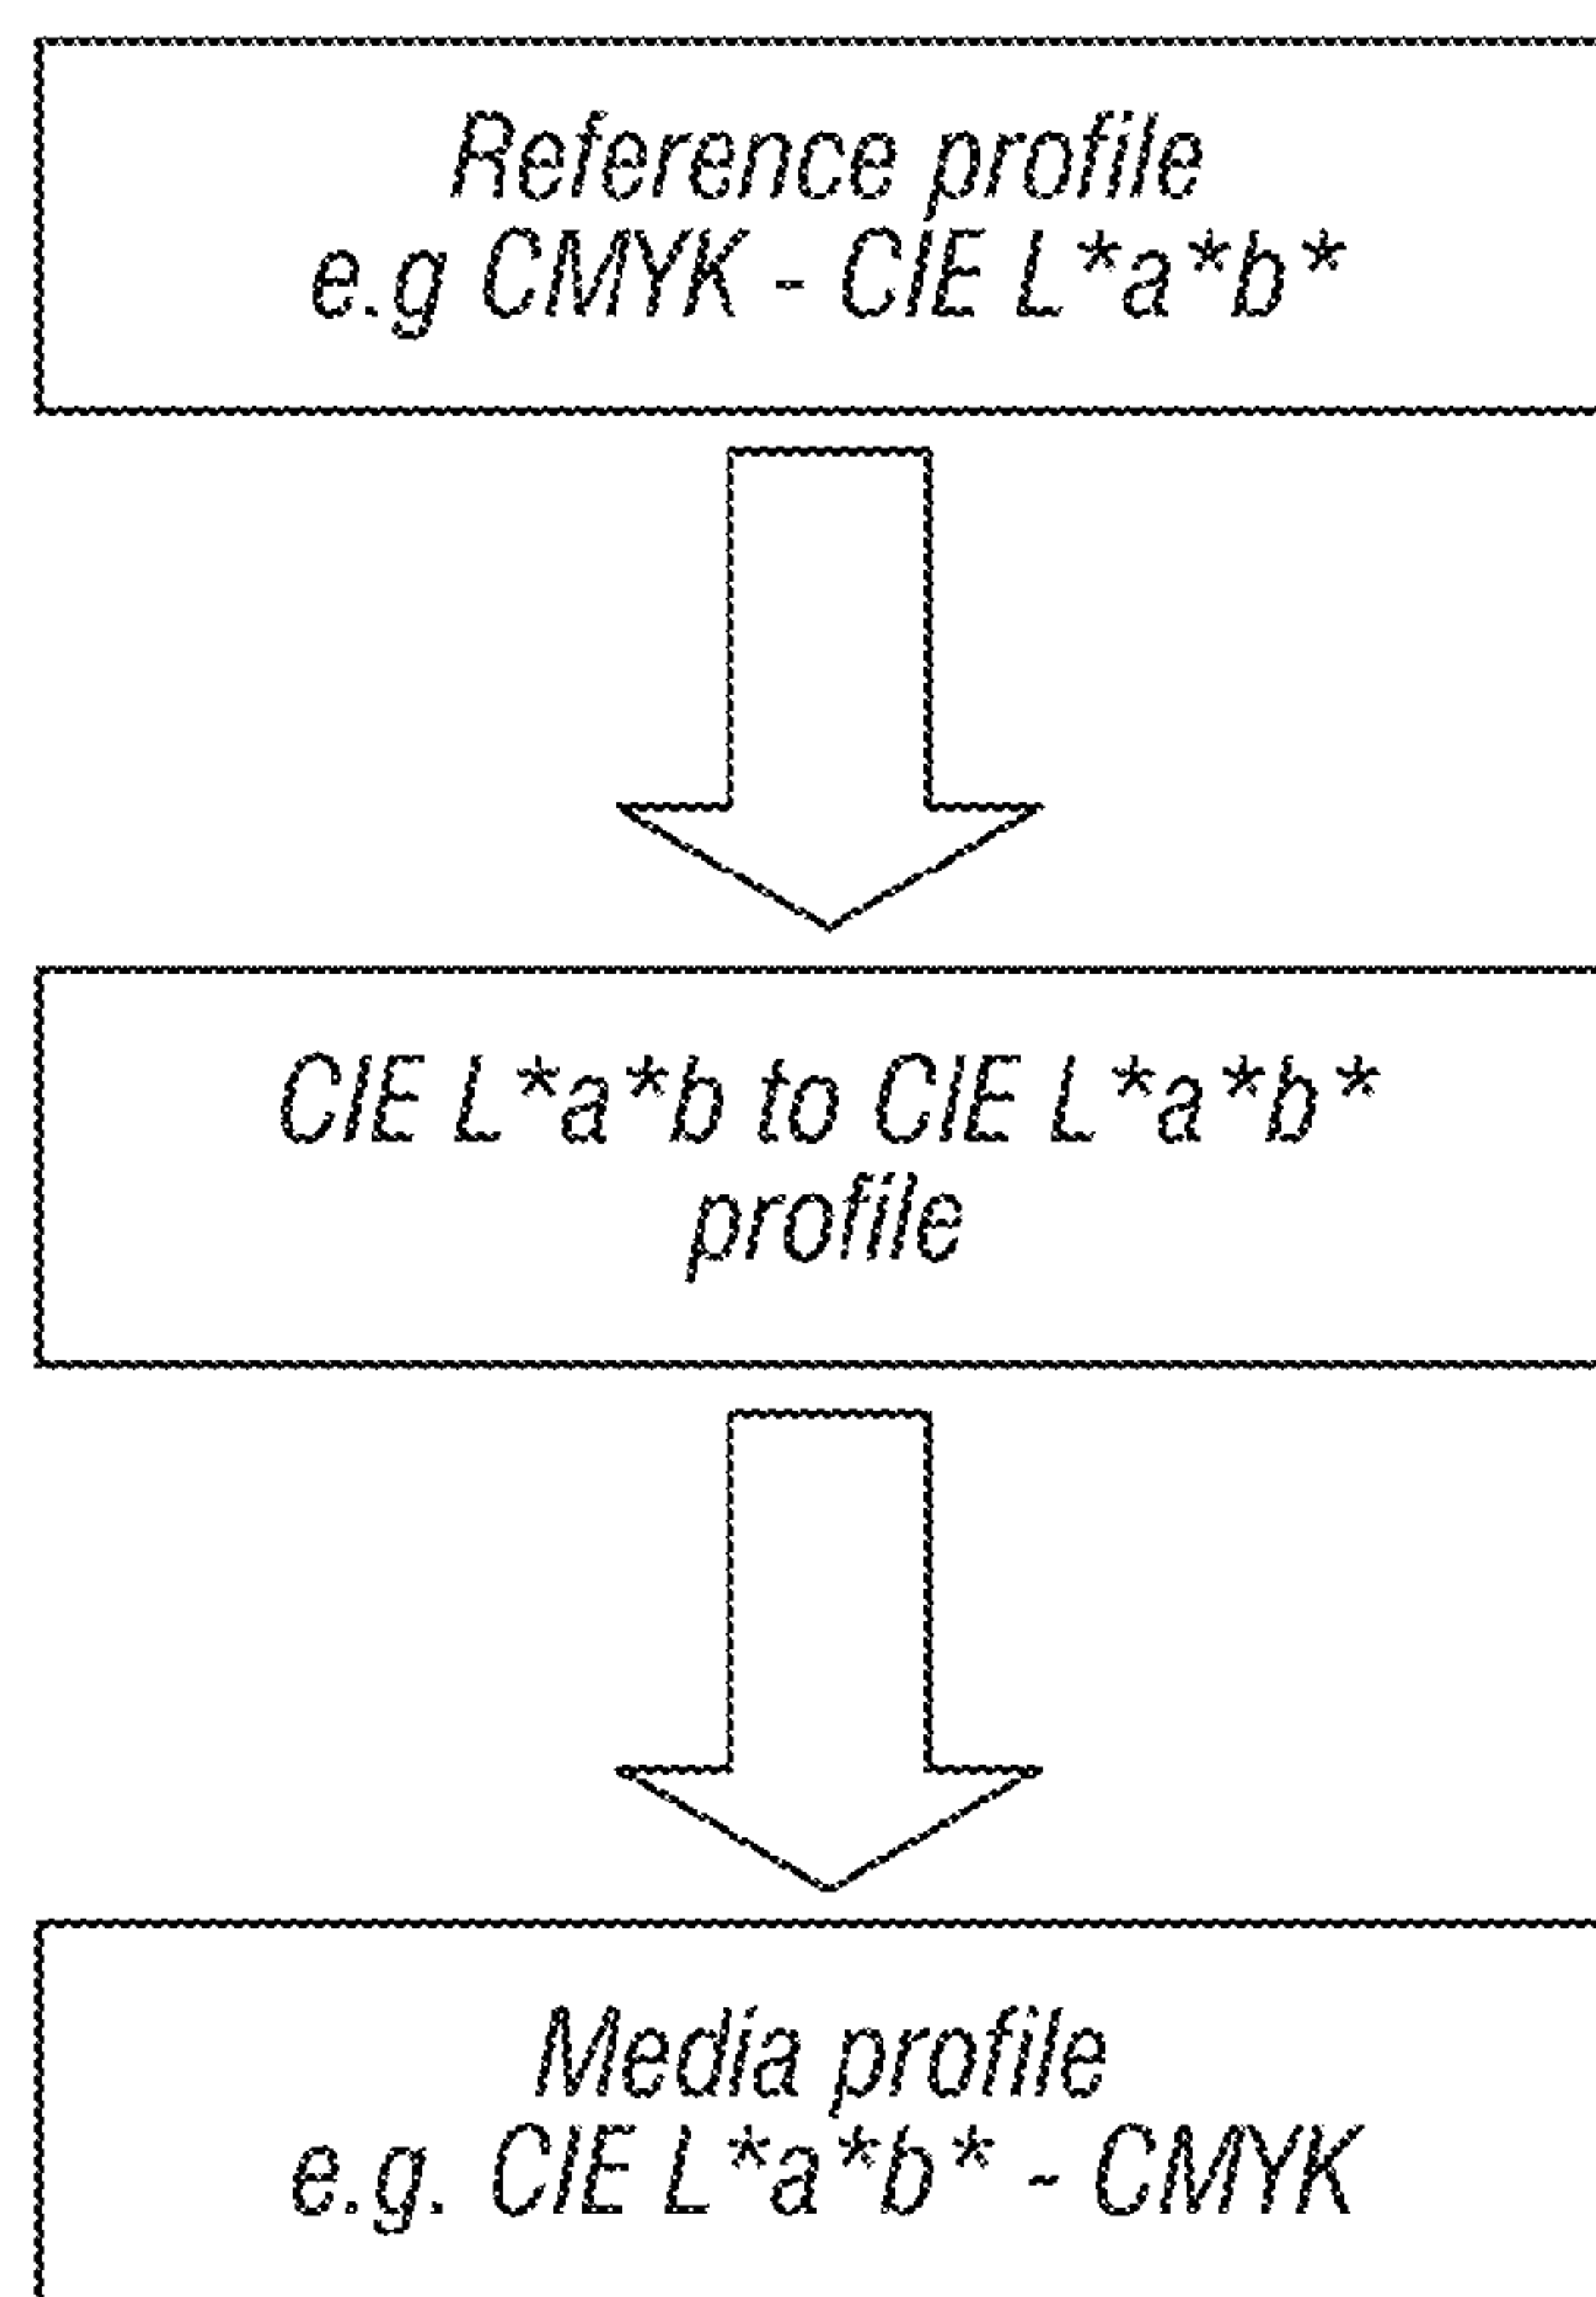 Reference profile
e.g CMYK - CIE L*a*b*
CIE L*a*b to CIE L*a*b*
profile
Media profile
e.g. CIE L*a*b* - CMYK